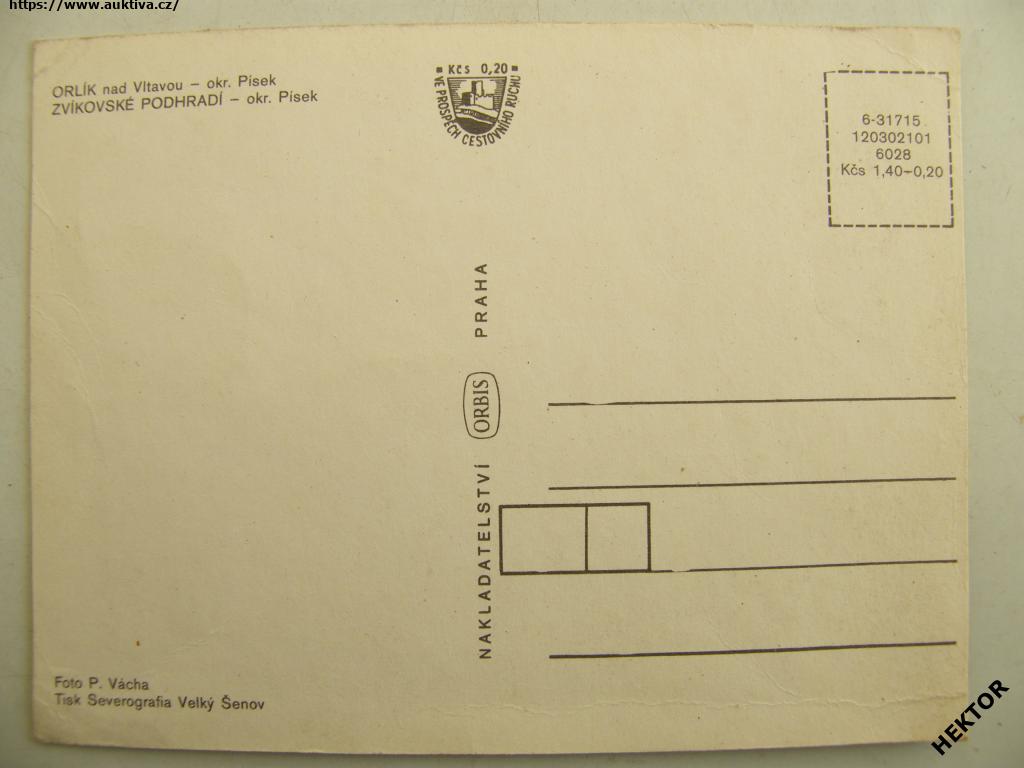 https://www.auktiva.cz/
ORLÍK nad Vltavou – okr. Písek
ZVÍKOVSKÉ PODHRADÍ – okr. Písek
Kčs 0,20
VE PROSPĚCH CESTOVNÍHO RUCHU
6-31715
120302101
6028
Kčs 1,40–0,20
NAKLADATELSTVÍ ORBIS PRAHA
Foto P. Vácha
Tisk Severografia Velký Šenov
HEKTOR